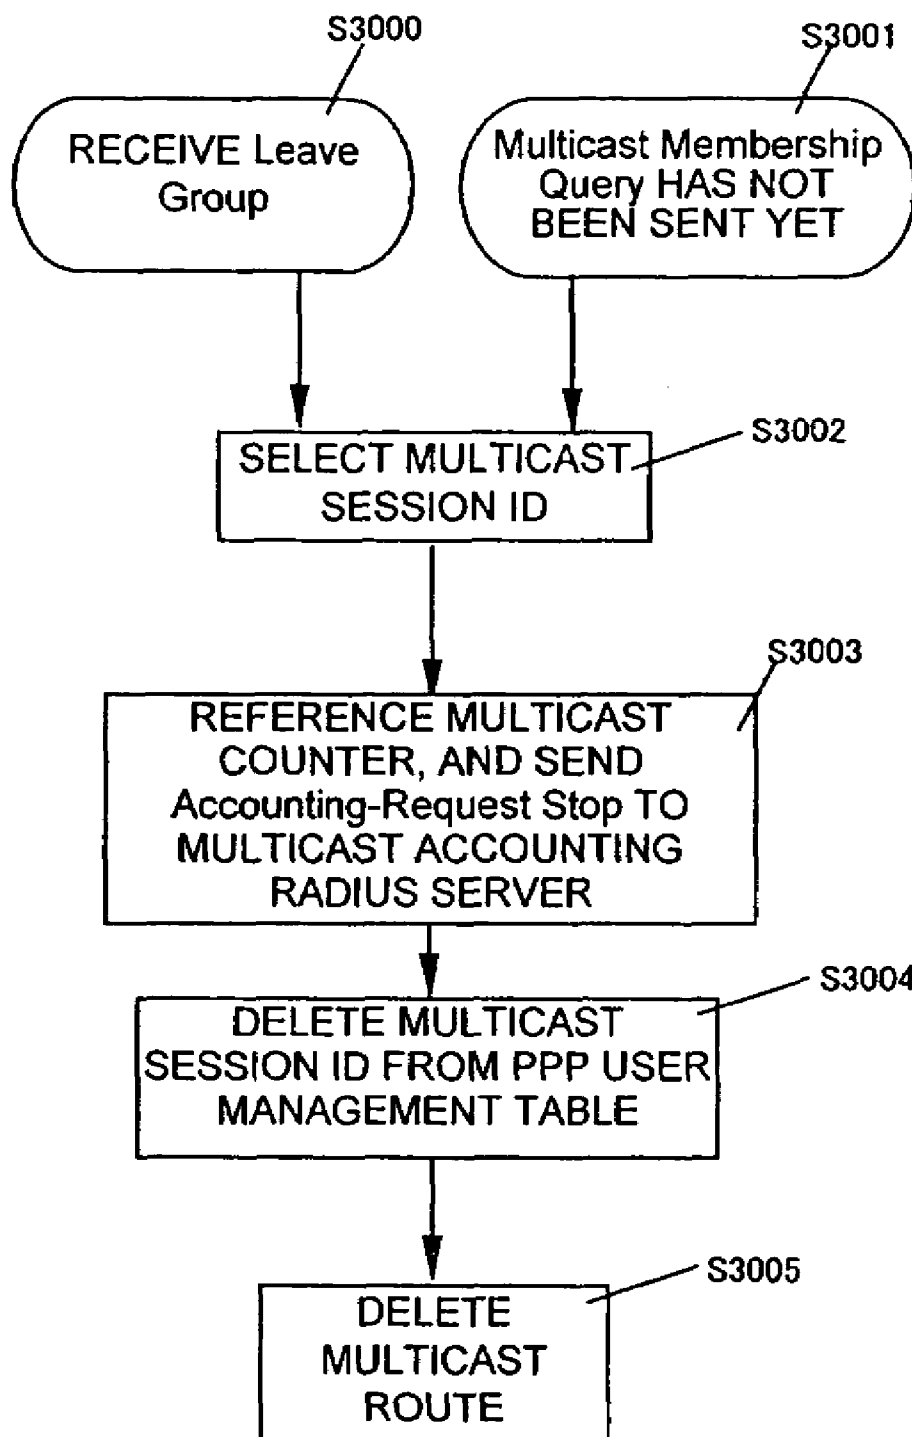 S3000
S3001
RECEIVE Leave
Group
Multicast Membership
Query HAS NOT
BEEN SENT YET
S3002
SELECT MULTICAST
SESSION ID
S3003
REFERENCE MULTICAST
COUNTER, AND SEND
Accounting-Request Stop TO
MULTICAST ACCOUNTING
RADIUS SERVER
S3004
DELETE MULTICAST
SESSION ID FROM PPP USER
MANAGEMENT TABLE
S3005
DELETE
MULTICAST
ROUTE